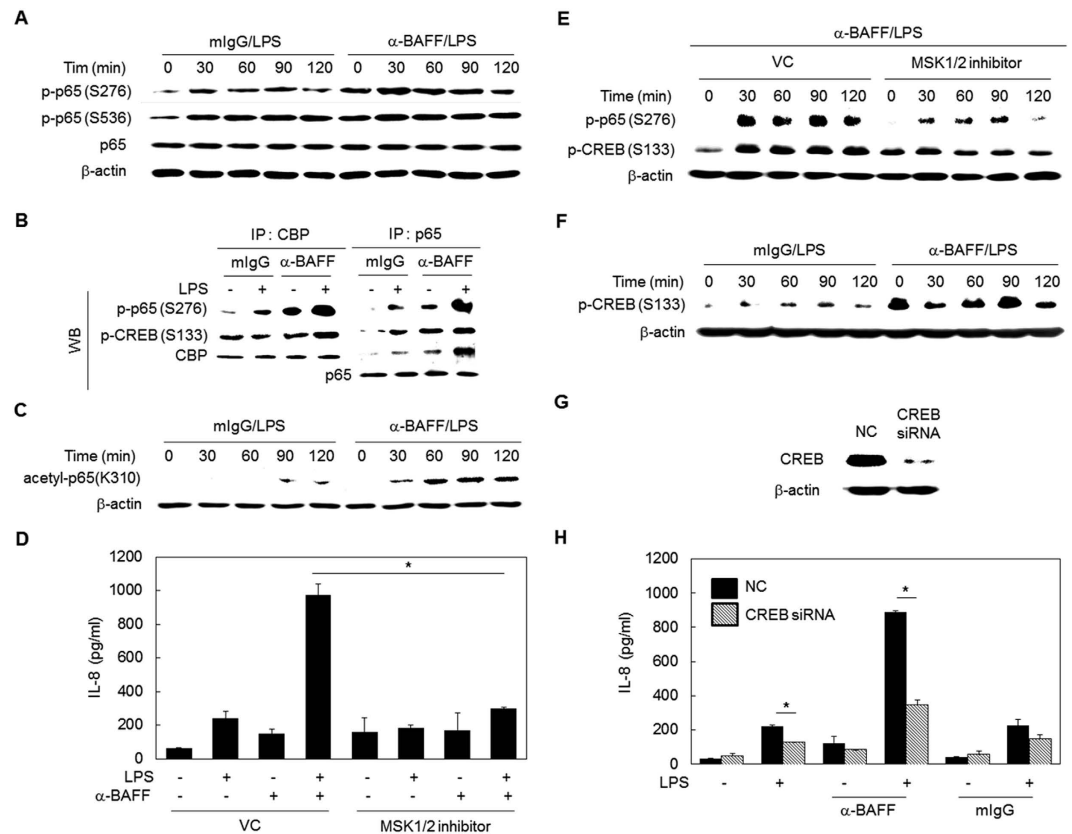 A
mIgG/LPS α-BAFF/LPS
Tim (min) 0 30 60 90 120 0 30 60 90 120
p-p65 (S276)
p-p65 (S536)
p65
β-actin
B
IP : CBP IP : p65
mIgG α-BAFF mIgG α-BAFF
LPS - + - + - + - +
WB
p-p65 (S276)
p-CREB (S133)
CBP
p65
C
mIgG/LPS α-BAFF/LPS
Time (min) 0 30 60 90 120 0 30 60 90 120
acetyl-p65(K310)
β-actin
D
IL-8 (pg/ml)
1200
1000
800
600
400
200
0
*
LPS - + - + - + - +
α-BAFF - - + + - - + +
VC MSK1/2 inhibitor
E
α-BAFF/LPS
VC MSK1/2 inhibitor
Time (min) 0 30 60 90 120 0 30 60 90 120
p-p65 (S276)
p-CREB (S133)
β-actin
F
mIgG/LPS α-BAFF/LPS
Time (min) 0 30 60 90 120 0 30 60 90 120
p-CREB (S133)
β-actin
G
NC CREB
siRNA
CREB
β-actin
H
IL-8 (pg/ml)
1200
1000
800
600
400
200
0
NC
CREB siRNA
*
*
LPS - + - + - +
α-BAFF mIgG